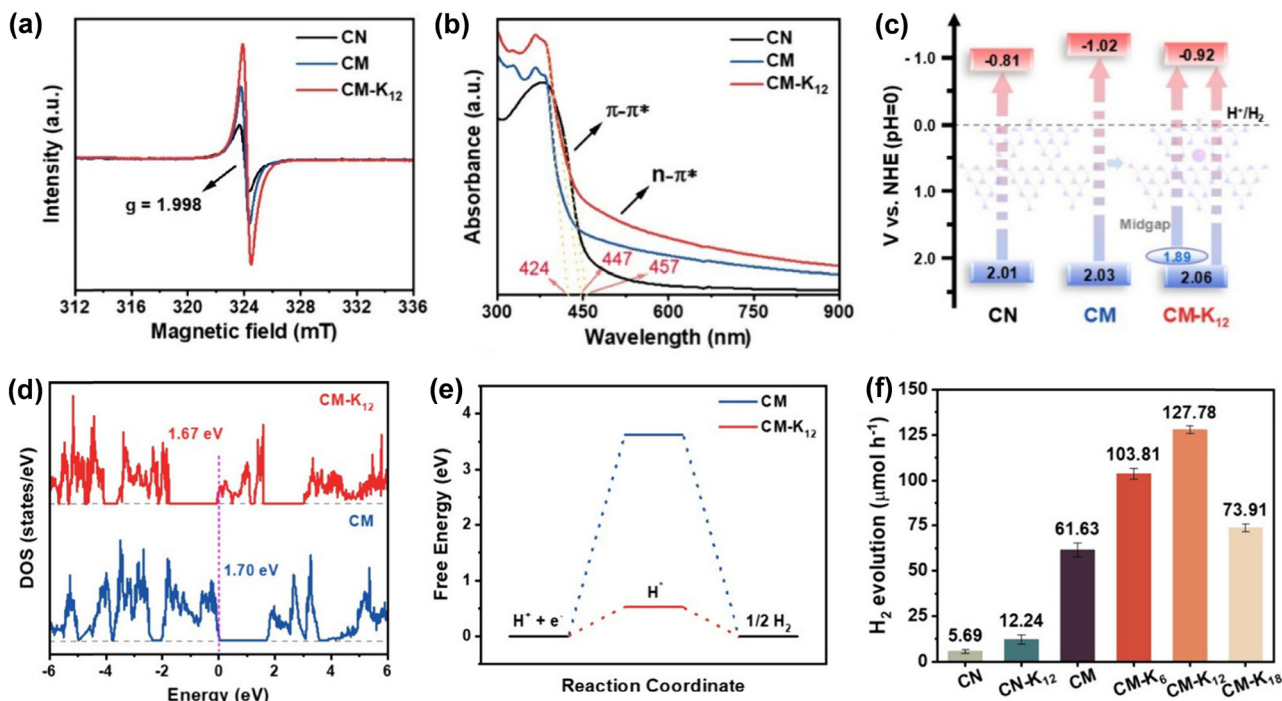 (a)
CN
CM
CM-K₁₂
g = 1.998
Intensity (a.u.)
312 316 320 324 328 332 336
Magnetic field (mT)
(b)
CN
CM
CM-K₁₂
π-π*
n-π*
424
447
457
Absorbance (a.u.)
300 450 600 750 900
Wavelength (nm)
(c)
V vs. NHE (pH=0)
- 1.0
0.0
1.0
2.0
-0.81
-1.02
-0.92
H⁺/H₂
Midgap
1.89
2.01
2.03
2.06
CN
CM
CM-K₁₂
(d)
CM-K₁₂
1.67 eV
CM
1.70 eV
DOS (states/eV)
-6 -4 -2 0 2 4 6
Energy (eV)
(e)
CM
CM-K₁₂
Free Energy (eV)
4
3
2
1
0
H⁺ + e⁻
H*
1/2 H₂
Reaction Coordinate
(f)
H₂ evolution (μmol h⁻¹)
150
125
100
75
50
25
0
5.69
12.24
61.63
103.81
127.78
73.91
CN
CN-K₁₂
CM
CM-K₆
CM-K₁₂
CM-K₁₈